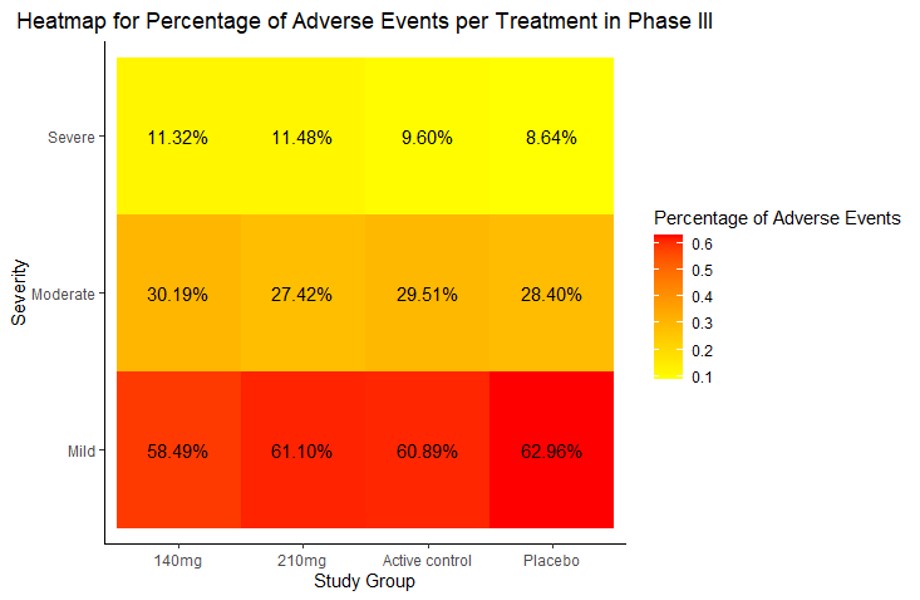 Heatmap for Percentage of Adverse Events per Treatment in Phase III
Severity
Severe
11.32% 11.48% 9.60% 8.64%
Moderate
30.19% 27.42% 29.51% 28.40%
Mild
58.49% 61.10% 60.89% 62.96%
140mg 210mg Active control Placebo
Study Group
Percentage of Adverse Events
0.6
0.5
0.4
0.3
0.2
0.1